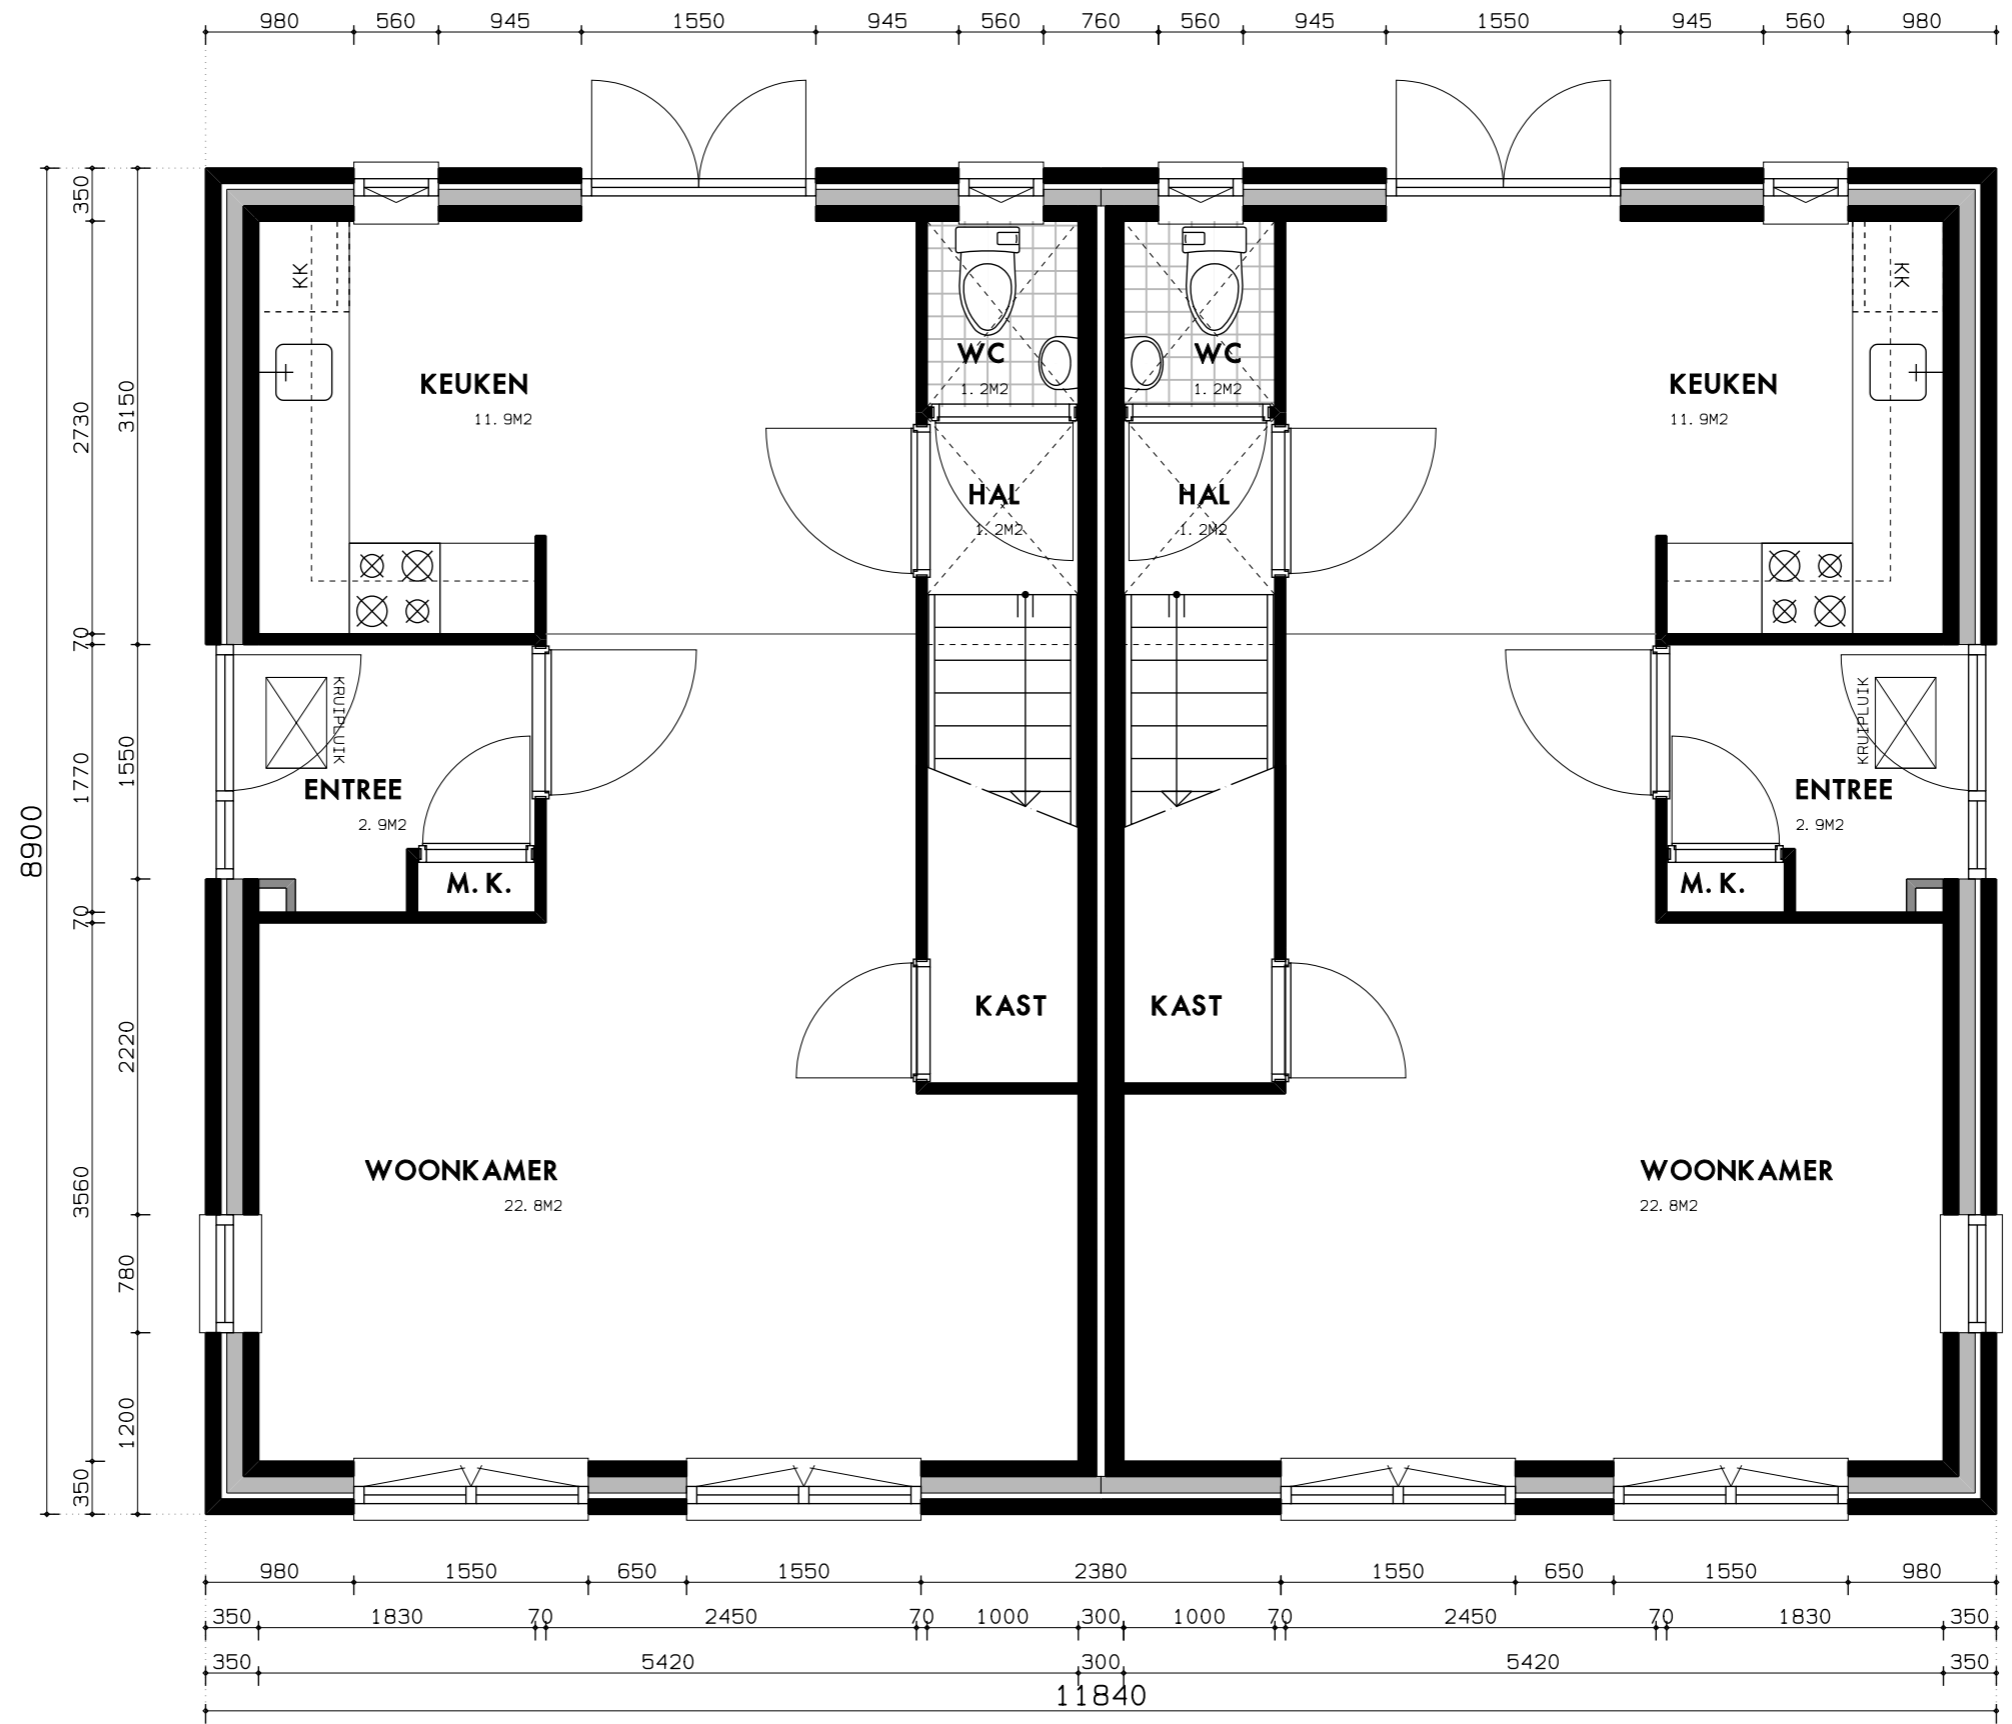 980 560 945 1550 945 560 760 560 945 1550 945 560 980
KK KK
WC WC
1. 2M2 1. 2M2
KEUKEN KEUKEN
11. 9M2 11. 9M2
HAL HAL
1. 2M2 1. 2M2
KRUIPLUIK KRUIPLUIK
ENTREE ENTREE
2. 9M2 2. 9M2
M. K. M. K.
KAST KAST
WOONKAMER WOONKAMER
22. 8M2 22. 8M2
8900
350 2730 70 1770 70 3560 350
3150 1550 2220 780 1200
980 1550 650 1550 2380 1550 650 1550 980
350 1830 70 2450 70 1000 300 1000 70 2450 70 1830 350
350 5420 300 5420 350
11840